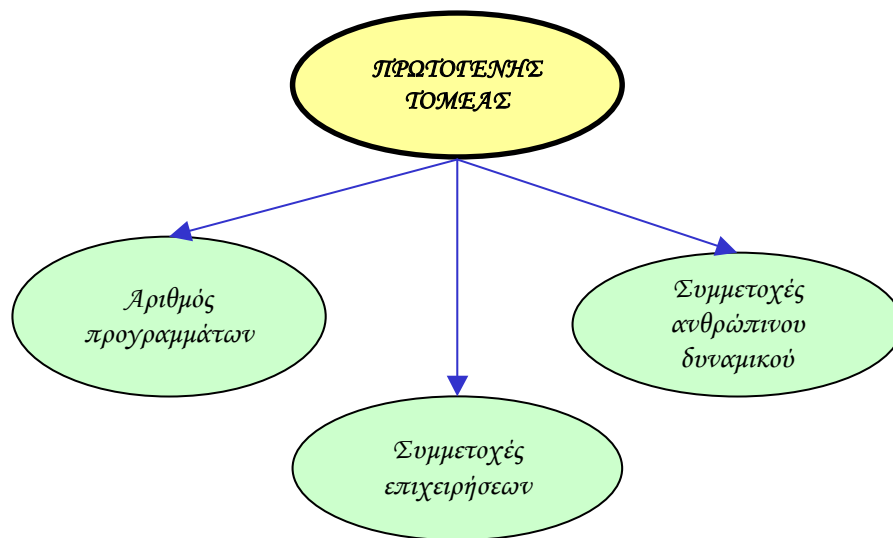 ΠΡΩΤΟΓΕΝΗΣ
ΤΟΜΕΑΣ
Αριθμός
προγραμμάτων
Συμμετοχές
ανθρώπινου
δυναμικού
Συμμετοχές
επιχειρήσεων